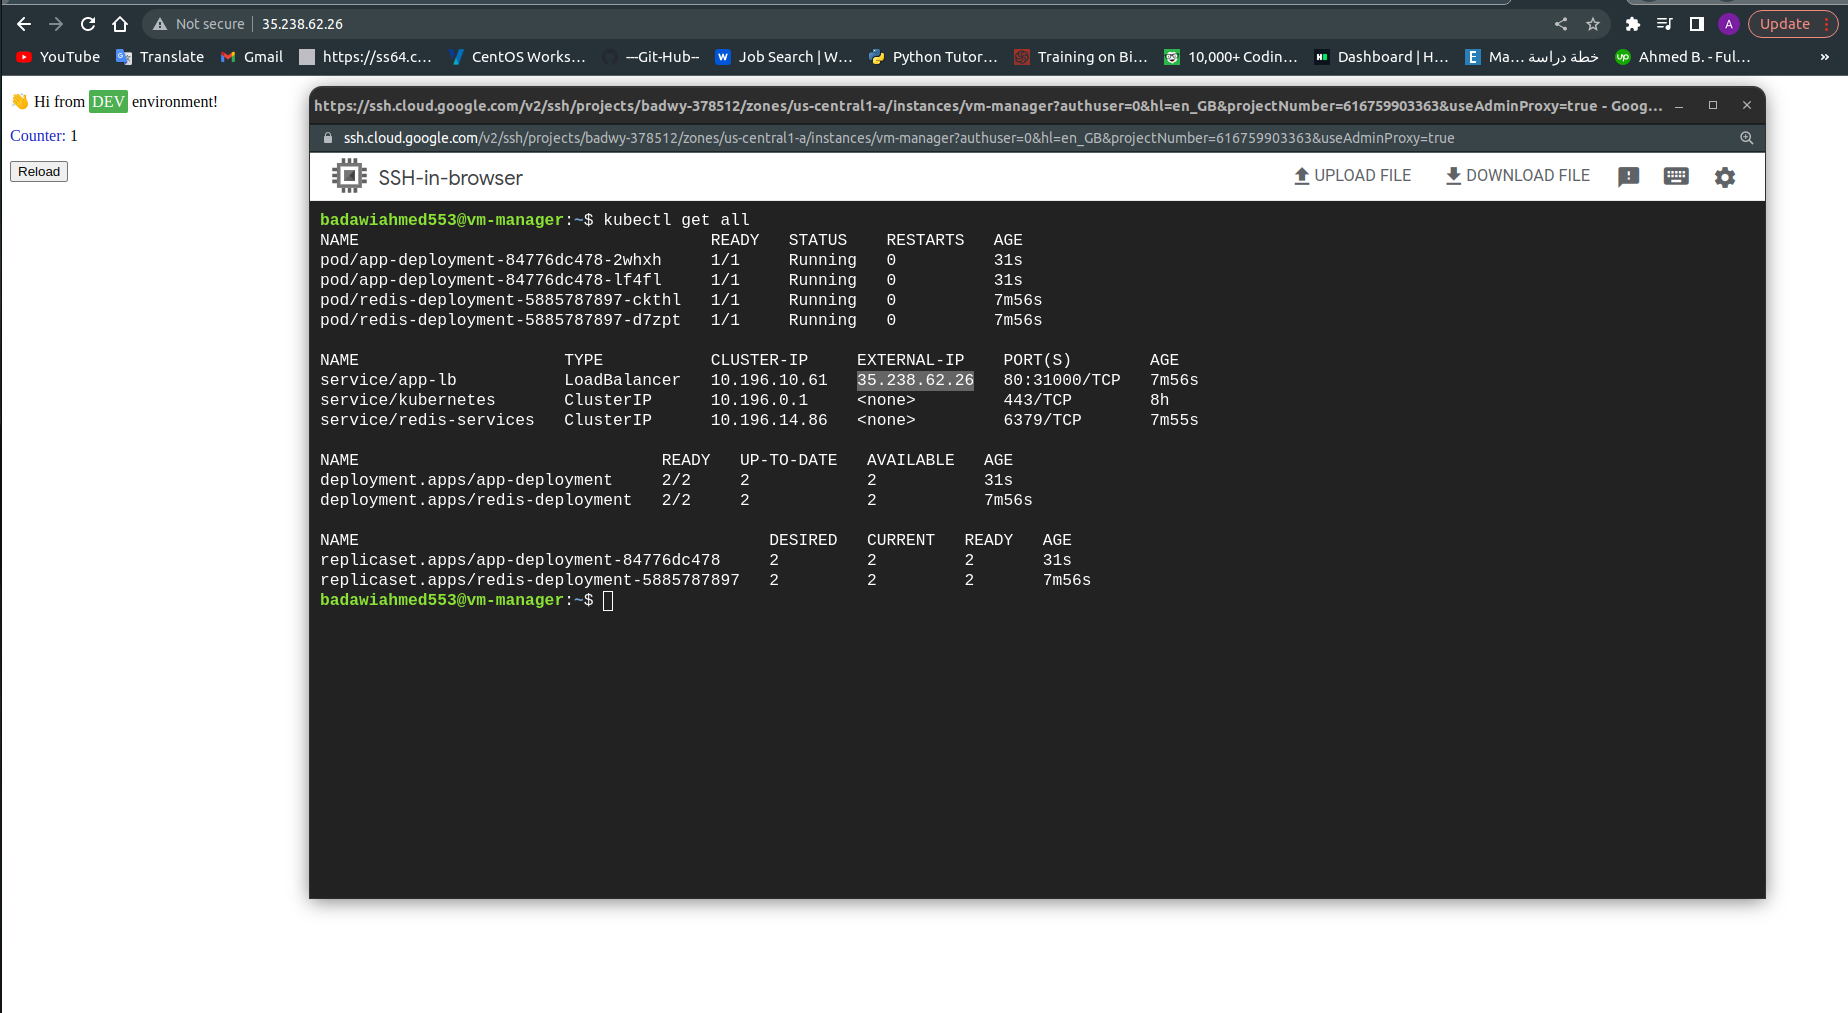 Not secure 35.238.62.26
Update
YouTube Translate Gmail https://ss64.c... CentOS Works... ---Git-Hub-- Job Search | W... Python Tutor... Training on Bi... 10,000+ Codin... Dashboard | H... Ma... خطة دراسة Ahmed B. - Ful... »
👋 Hi from DEV environment!
Counter: 1
Reload
https://ssh.cloud.google.com/v2/ssh/projects/badwy-378512/zones/us-central1-a/instances/vm-manager?authuser=0&hl=en_GB&projectNumber=616759903363&useAdminProxy=true - Goog...
ssh.cloud.google.com/v2/ssh/projects/badwy-378512/zones/us-central1-a/instances/vm-manager?authuser=0&hl=en_GB&projectNumber=616759903363&useAdminProxy=true
SSH-in-browser UPLOAD FILE DOWNLOAD FILE
badawiahmed553@vm-manager:~$ kubectl get all
NAME READY STATUS RESTARTS AGE
pod/app-deployment-84776dc478-2whxh 1/1 Running 0 31s
pod/app-deployment-84776dc478-lf4fl 1/1 Running 0 31s
pod/redis-deployment-5885787897-ckthl 1/1 Running 0 7m56s
pod/redis-deployment-5885787897-d7zpt 1/1 Running 0 7m56s
NAME TYPE CLUSTER-IP EXTERNAL-IP PORT(S) AGE
service/app-lb LoadBalancer 10.196.10.61 35.238.62.26 80:31000/TCP 7m56s
service/kubernetes ClusterIP 10.196.0.1 <none> 443/TCP 8h
service/redis-services ClusterIP 10.196.14.86 <none> 6379/TCP 7m55s
NAME READY UP-TO-DATE AVAILABLE AGE
deployment.apps/app-deployment 2/2 2 2 31s
deployment.apps/redis-deployment 2/2 2 2 7m56s
NAME DESIRED CURRENT READY AGE
replicaset.apps/app-deployment-84776dc478 2 2 2 31s
replicaset.apps/redis-deployment-5885787897 2 2 2 7m56s
badawiahmed553@vm-manager:~$